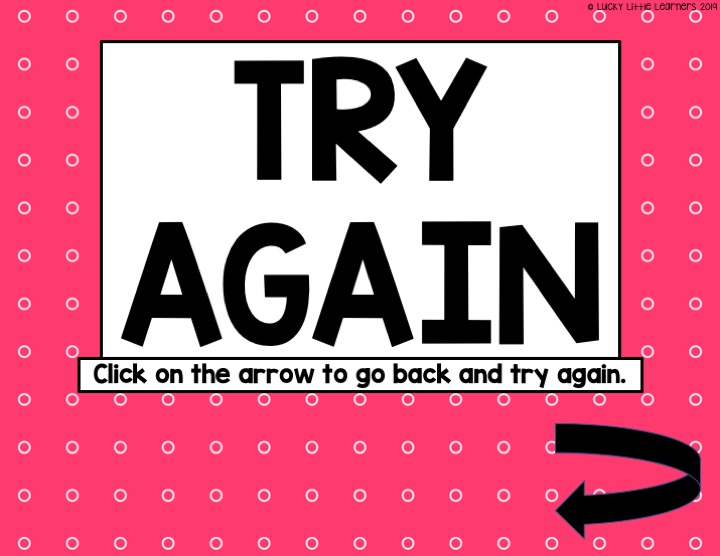 © Lucky Little Learners 2019
TRY
AGAIN
Click on the arrow to go back and try again.